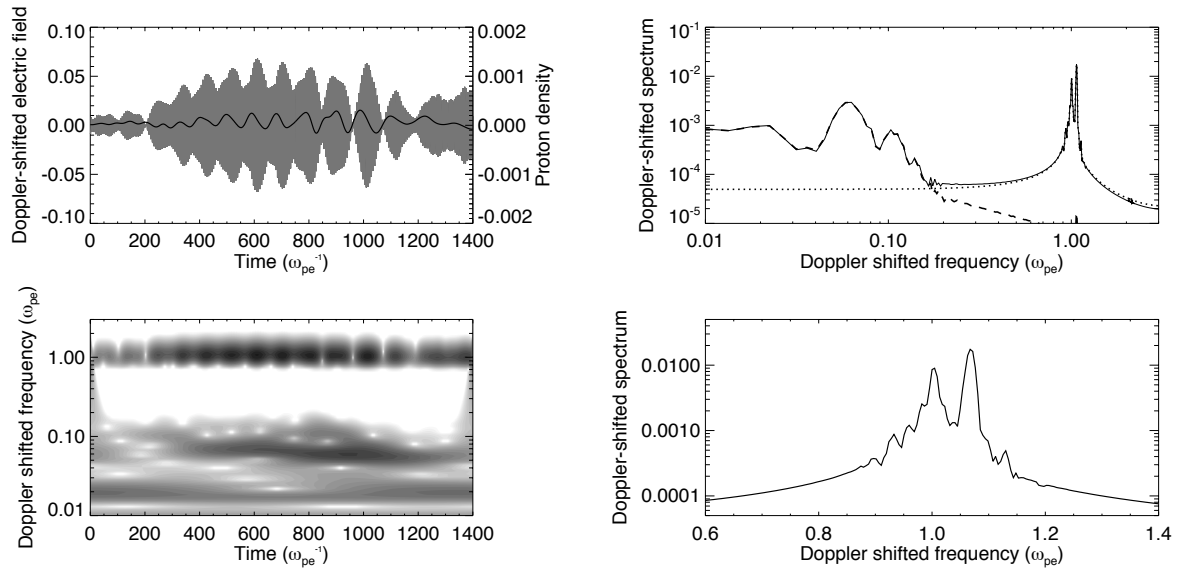 Doppler-shifted electric field
0.10
0.05
0.00
-0.05
-0.10
0.002
0.001
0.000
-0.001
-0.002
Proton density
0 200 400 600 800 1000 1200 1400
Time (ωpe⁻¹)
Doppler-shifted spectrum
10⁻¹
10⁻²
10⁻³
10⁻⁴
10⁻⁵
0.01 0.10 1.00
Doppler shifted frequency (ωpe)
Doppler shifted frequency (ωpe)
1.00
0.10
0.01
0 200 400 600 800 1000 1200 1400
Time (ωpe⁻¹)
Doppler-shifted spectrum
0.0100
0.0010
0.0001
0.6 0.8 1.0 1.2 1.4
Doppler shifted frequency (ωpe)